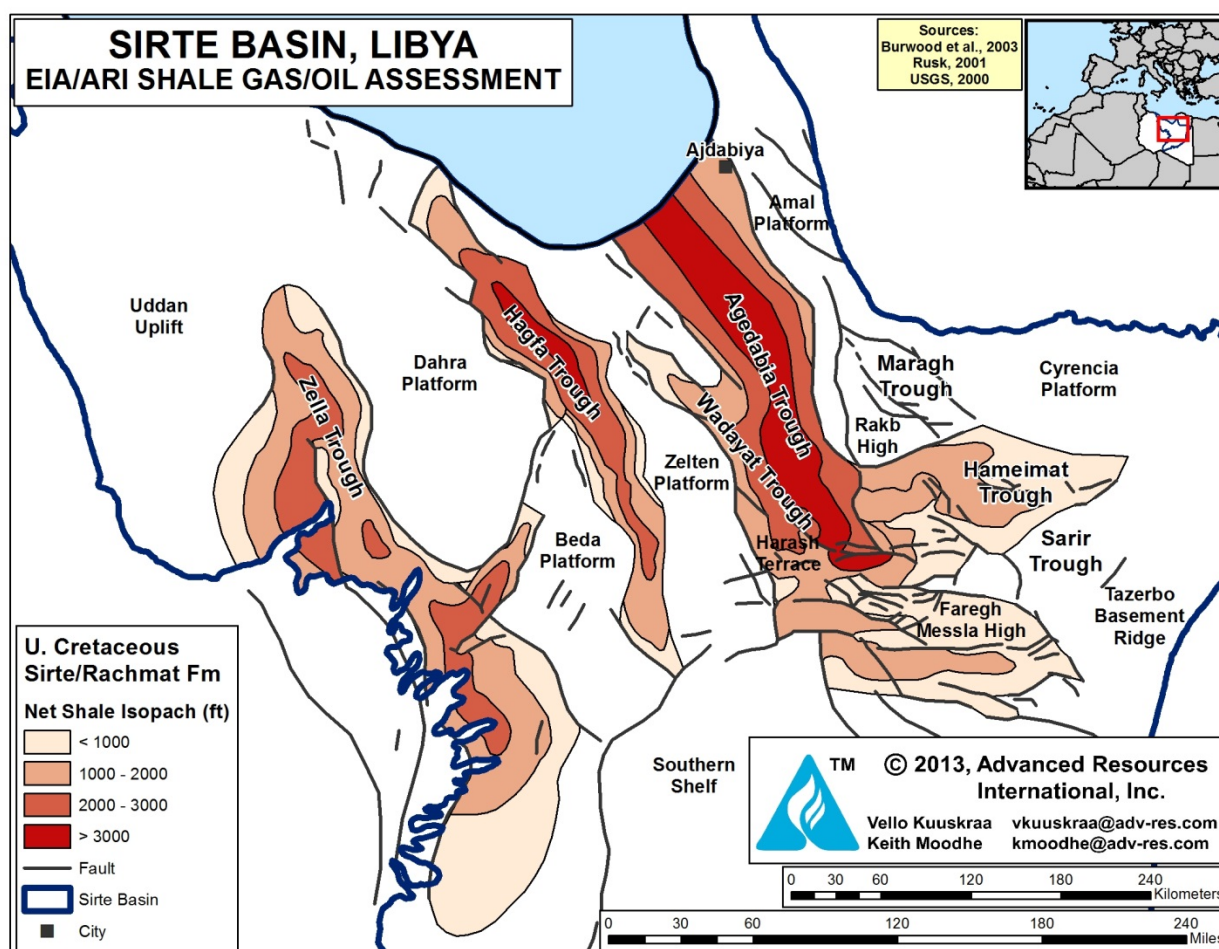 SIRTE BASIN, LIBYA
EIA/ARI SHALE GAS/OIL ASSESSMENT
Sources:
Burwood et al., 2003
Rusk, 2001
USGS, 2000
Ajdabiya
Amal
Platform
Uddan
Uplift
Dahra
Platform
Hagfa Trough
Agedabia Trough
Maragh
Trough
Cyrencia
Platform
Zella Trough
Wadayat Trough
Rakb
High
Zelten
Platform
Hameimat
Trough
Beda
Platform
Harash
Terrace
Sarir
Trough
Faregh
Messla High
Tazerbo
Basement
Ridge
Southern
Shelf
U. Cretaceous
Sirte/Rachmat Fm
Net Shale Isopach (ft)
< 1000
1000 - 2000
2000 - 3000
> 3000
Fault
Sirte Basin
City
TM
© 2013, Advanced Resources
International, Inc.
Vello Kuuskraa vkuuskraa@adv-res.com
Keith Moodhe kmoodhe@adv-res.com
0 30 60 120 180 240
Kilometers
0 30 60 120 180 240
Miles